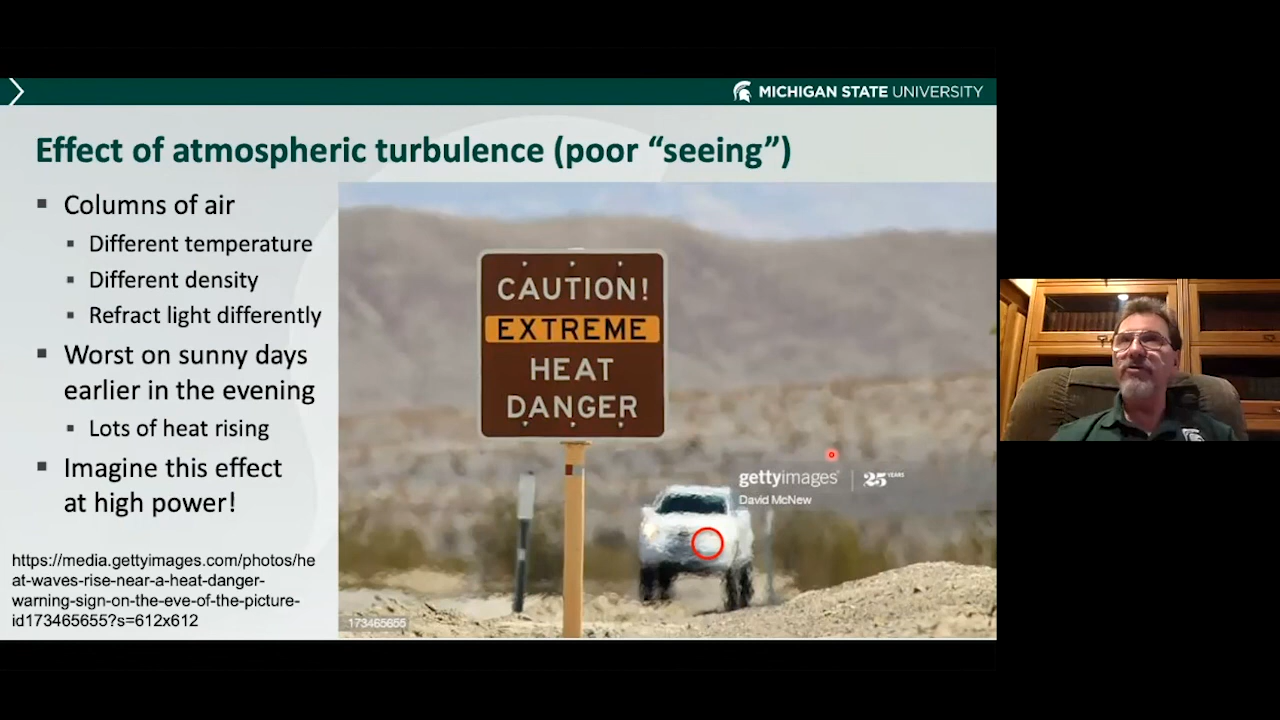 MICHIGAN STATE UNIVERSITY
Effect of atmospheric turbulence (poor “seeing”)
Columns of air
Different temperature
Different density
Refract light differently
Worst on sunny days
earlier in the evening
Lots of heat rising
Imagine this effect
at high power!
https://media.gettyimages.com/photos/he
at-waves-rise-near-a-heat-danger-
warning-sign-on-the-eve-of-the-picture-
id173465655?s=612x612
CAUTION!
EXTREME
HEAT
DANGER
gettyimages®
25 YEARS
David McNew
173465655